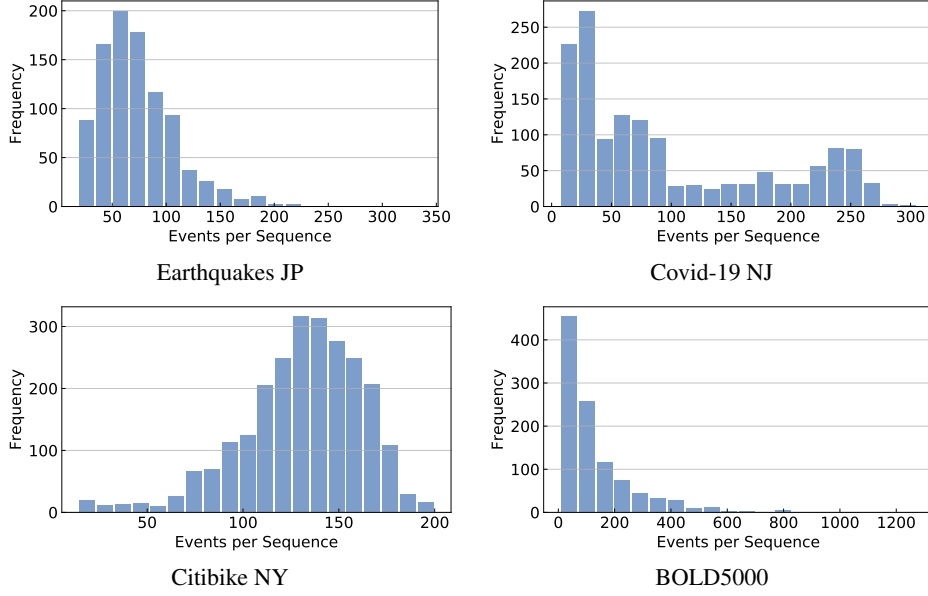 200
150
100
50
0
Frequency
50 100 150 200 250 300 350
Events per Sequence
Earthquakes JP
250
200
150
100
50
0
Frequency
0 50 100 150 200 250 300
Events per Sequence
Covid-19 NJ
300
200
100
0
Frequency
50 100 150 200
Events per Sequence
Citibike NY
400
300
200
100
0
Frequency
0 200 400 600 800 1000 1200
Events per Sequence
BOLD5000